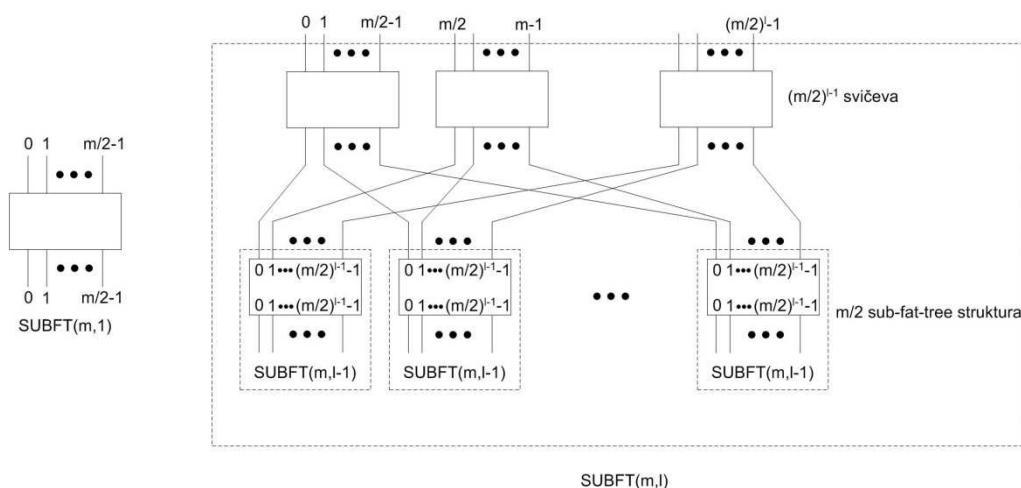 0 1 m/2-1 m/2 m-1 (m/2)ˡ-1
(m/2)ˡ⁻¹ svičeva
0 1 m/2-1
0 1 m/2-1
SUBFT(m,1)
0 1•••(m/2)ˡ⁻¹-1 0 1•••(m/2)ˡ⁻¹-1 0 1•••(m/2)ˡ⁻¹-1
0 1•••(m/2)ˡ⁻¹-1 0 1•••(m/2)ˡ⁻¹-1 0 1•••(m/2)ˡ⁻¹-1
m/2 sub-fat-tree struktura
SUBFT(m,l-1) SUBFT(m,l-1) SUBFT(m,l-1)
SUBFT(m,l)